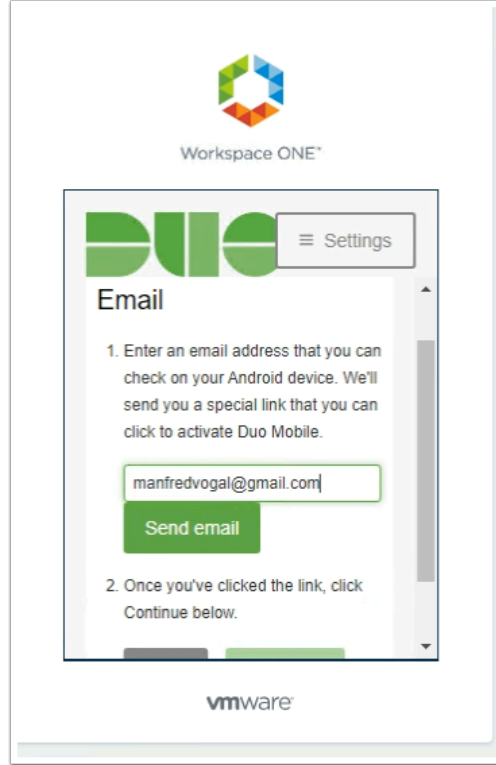 Workspace ONE™
DUO
≡ Settings
Email
1. Enter an email address that you can
check on your Android device. We'll
send you a special link that you can
click to activate Duo Mobile.
manfredvogal@gmail.com
Send email
2. Once you've clicked the link, click
Continue below.
vmware®